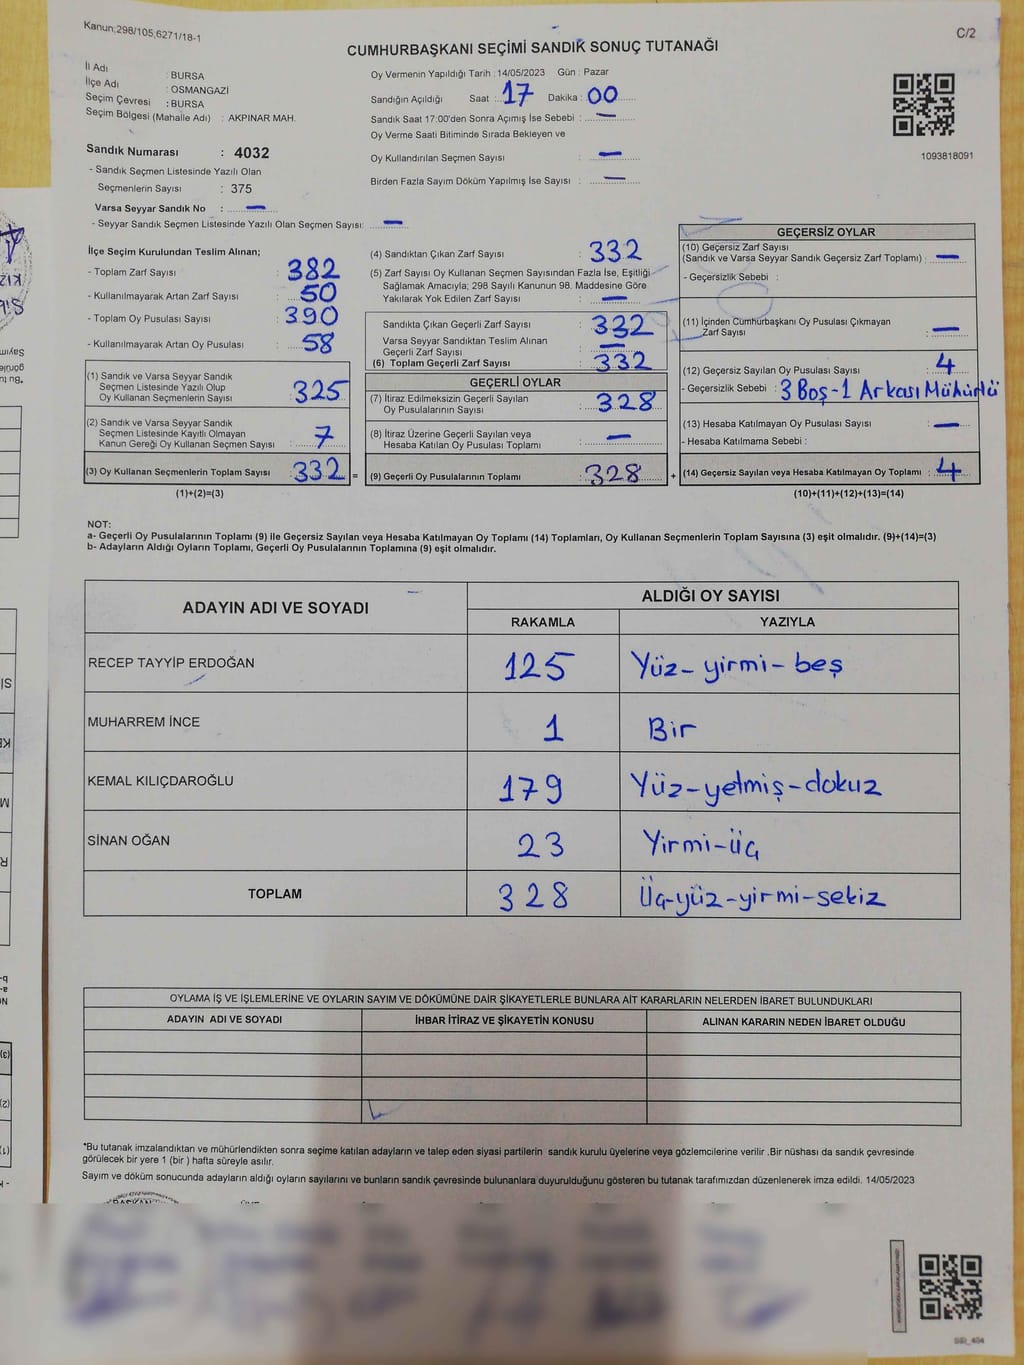 Kanun;298/105,6271/18-1
C/2
CUMHURBAŞKANI SEÇİMİ SANDIK SONUÇ TUTANAĞI
İl Adı : BURSA
İlçe Adı : OSMANGAZİ
Seçim Çevresi : BURSA
Seçim Bölgesi (Mahalle Adı) : AKPINAR MAH.
Sandık Numarası : 4032
- Sandık Seçmen Listesinde Yazılı Olan
Seçmenlerin Sayısı : 375
Varsa Seyyar Sandık No : —
- Seyyar Sandık Seçmen Listesinde Yazılı Olan Seçmen Sayısı: —
Oy Vermenin Yapıldığı Tarih : 14/05/2023 Gün : Pazar
Sandığın Açıldığı Saat : 17 Dakika : 00
Sandık Saat 17:00'den Sonra Açımış İse Sebebi : —
Oy Verme Saati Bitiminde Sırada Bekleyen ve
Oy Kullandırılan Seçmen Sayısı : —
Birden Fazla Sayım Döküm Yapılmış İse Sayısı : —
1093818091
İlçe Seçim Kurulundan Teslim Alınan;
- Toplam Zarf Sayısı : 382
- Kullanılmayarak Artan Zarf Sayısı : 50
- Toplam Oy Pusulası Sayısı : 390
- Kullanılmayarak Artan Oy Pusulası : 58
(1) Sandık ve Varsa Seyyar Sandık
Seçmen Listesinde Yazılı Olup
Oy Kullanan Seçmenlerin Sayısı : 325
(2) Sandık ve Varsa Seyyar Sandık
Seçmen Listesinde Kayıtlı Olmayan
Kanun Gereği Oy Kullanan Seçmen Sayısı : 7
(3) Oy Kullanan Seçmenlerin Toplam Sayısı : 332 =
(1)+(2)=(3)
(4) Sandıktan Çıkan Zarf Sayısı : 332
(5) Zarf Sayısı Oy Kullanan Seçmen Sayısından Fazla İse, Eşitliği
Sağlamak Amacıyla; 298 Sayılı Kanunun 98. Maddesine Göre
Yakılarak Yok Edilen Zarf Sayısı : —
Sandıkta Çıkan Geçerli Zarf Sayısı : 332
Varsa Seyyar Sandıktan Teslim Alınan
Geçerli Zarf Sayısı : —
(6) Toplam Geçerli Zarf Sayısı : 332
GEÇERLİ OYLAR
(7) İtiraz Edilmeksizin Geçerli Sayılan
Oy Pusulalarının Sayısı : 328
(8) İtiraz Üzerine Geçerli Sayılan veya
Hesaba Katılan Oy Pusulası Toplamı : —
(9) Geçerli Oy Pusulalarının Toplamı : 328 +
GEÇERSİZ OYLAR
(10) Geçersiz Zarf Sayısı
(Sandık ve Varsa Seyyar Sandık Geçersiz Zarf Toplamı) : —
- Geçersizlik Sebebi :
(11) İçinden Cumhurbaşkanı Oy Pusulası Çıkmayan
Zarf Sayısı : —
(12) Geçersiz Sayılan Oy Pusulası Sayısı : 4
- Geçersizlik Sebebi : 3 Boş-1 Arkası Mühürlü
(13) Hesaba Katılmayan Oy Pusulası Sayısı : —
- Hesaba Katılmama Sebebi :
(14) Geçersiz Sayılan veya Hesaba Katılmayan Oy Toplamı : 4
(10)+(11)+(12)+(13)=(14)
NOT:
a- Geçerli Oy Pusulalarının Toplamı (9) ile Geçersiz Sayılan veya Hesaba Katılmayan Oy Toplamı (14) Toplamları, Oy Kullanan Seçmenlerin Toplam Sayısına (3) eşit olmalıdır. (9)+(14)=(3)
b- Adayların Aldığı Oyların Toplamı, Geçerli Oy Pusulalarının Toplamına (9) eşit olmalıdır.
ADAYIN ADI VE SOYADI ALDIĞI OY SAYISI
RAKAMLA YAZIYLA
RECEP TAYYİP ERDOĞAN 125 Yüz-yirmi-beş
MUHARREM İNCE 1 Bir
KEMAL KILIÇDAROĞLU 179 Yüz-yetmiş-dokuz
SİNAN OĞAN 23 Yirmi-üç
TOPLAM 328 Üç-yüz-yirmi-sekiz
OYLAMA İŞ VE İŞLEMLERİNE VE OYLARIN SAYIM VE DÖKÜMÜNE DAİR ŞİKAYETLERLE BUNLARA AİT KARARLARIN NELERDEN İBARET BULUNDUKLARI
ADAYIN ADI VE SOYADI İHBAR İTİRAZ VE ŞİKAYETİN KONUSU ALINAN KARARIN NEDEN İBARET OLDUĞU
*Bu tutanak imzalandıktan ve mühürlendikten sonra seçime katılan adayların ve talep eden siyasi partilerin sandık kurulu üyelerine veya gözlemcilerine verilir .Bir nüshası da sandık çevresinde
görülecek bir yere 1 (bir ) hafta süreyle asılır.
Sayım ve döküm sonucunda adayların aldığı oyların sayılarını ve bunların sandık çevresinde bulunanlara duyurulduğunu gösteren bu tutanak tarafımızdan düzenlenerek imza edildi. 14/05/2023